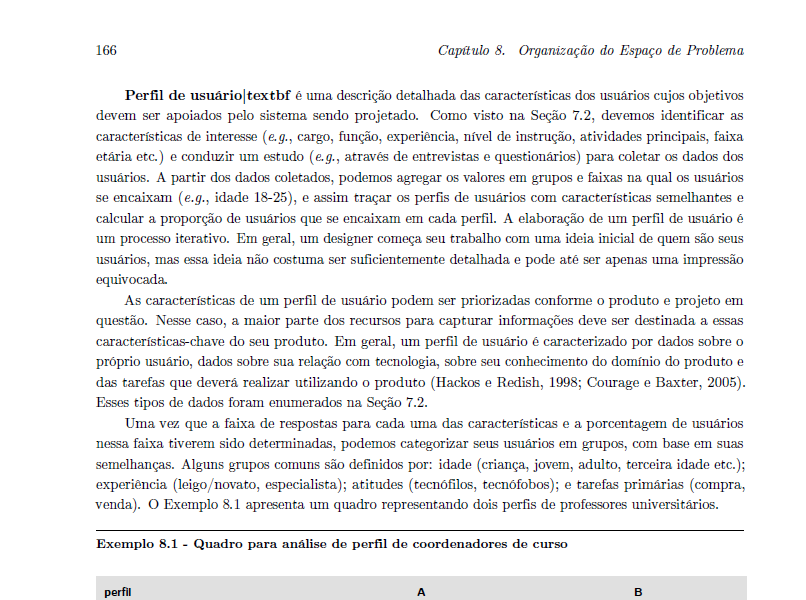 166 Capítulo 8. Organização do Espaço de Problema
Perfil de usuário|textbf é uma descrição detalhada das características dos usuários cujos objetivos
devem ser apoiados pelo sistema sendo projetado. Como visto na Seção 7.2, devemos identificar as
características de interesse (e.g., cargo, função, experiência, nível de instrução, atividades principais, faixa
etária etc.) e conduzir um estudo (e.g., através de entrevistas e questionários) para coletar os dados dos
usuários. A partir dos dados coletados, podemos agregar os valores em grupos e faixas na qual os usuários
se encaixam (e.g., idade 18-25), e assim traçar os perfis de usuários com características semelhantes e
calcular a proporção de usuários que se encaixam em cada perfil. A elaboração de um perfil de usuário é
um processo iterativo. Em geral, um designer começa seu trabalho com uma ideia inicial de quem são seus
usuários, mas essa ideia não costuma ser suficientemente detalhada e pode até ser apenas uma impressão
equivocada.
As características de um perfil de usuário podem ser priorizadas conforme o produto e projeto em
questão. Nesse caso, a maior parte dos recursos para capturar informações deve ser destinada a essas
características-chave do seu produto. Em geral, um perfil de usuário é caracterizado por dados sobre o
próprio usuário, dados sobre sua relação com tecnologia, sobre seu conhecimento do domínio do produto e
das tarefas que deverá realizar utilizando o produto (Hackos e Redish, 1998; Courage e Baxter, 2005).
Esses tipos de dados foram enumerados na Seção 7.2.
Uma vez que a faixa de respostas para cada uma das características e a porcentagem de usuários
nessa faixa tiverem sido determinadas, podemos categorizar seus usuários em grupos, com base em suas
semelhanças. Alguns grupos comuns são definidos por: idade (criança, jovem, adulto, terceira idade etc.);
experiência (leigo/novato, especialista); atitudes (tecnófilos, tecnófobos); e tarefas primárias (compra,
venda). O Exemplo 8.1 apresenta um quadro representando dois perfis de professores universitários.
Exemplo 8.1 - Quadro para análise de perfil de coordenadores de curso
perfil A B